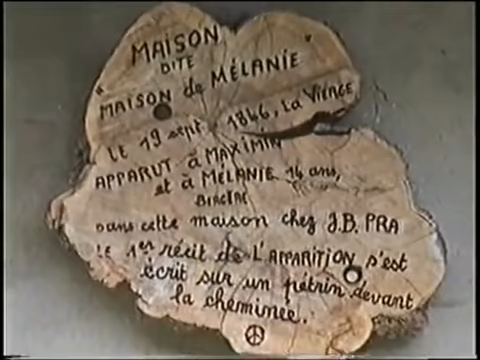 MAISON
DITE
"MAISON de MÉLANIE"
LE 19 sept. 1846, La VIERGE
APPARUT à MAXIMIN
et à MÉLANIE 14 ans,
dans cette maison chez J.B. PRA
LE 1er récit de L'APPARITION s'est
écrit sur un pétrin devant
la cheminée.